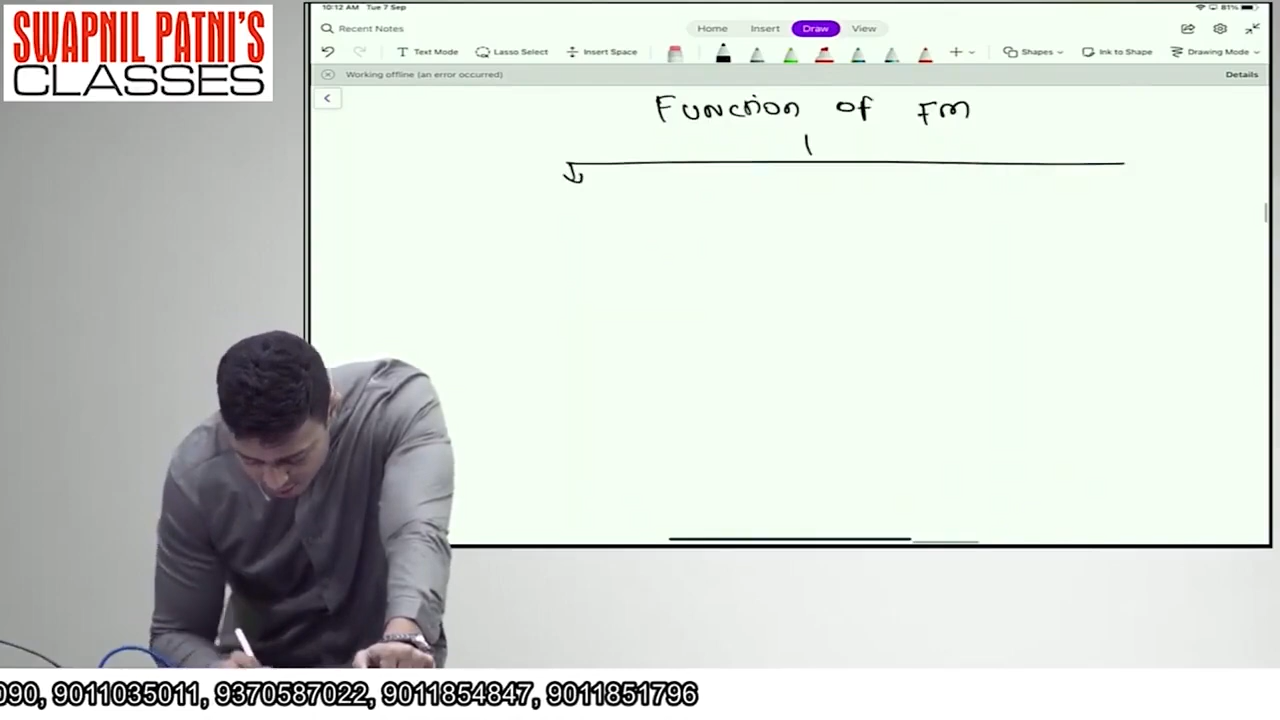 SWAPNIL PATNI'S
CLASSES
10:12 AM Tue 7 Sep
81%
Recent Notes
Home Insert Draw View
Text Mode Lasso Select Insert Space Shapes Ink to Shape Drawing Mode
Working offline (an error occurred) Details
Function of FM
090, 9011035011, 9370587022, 9011854847, 9011851796